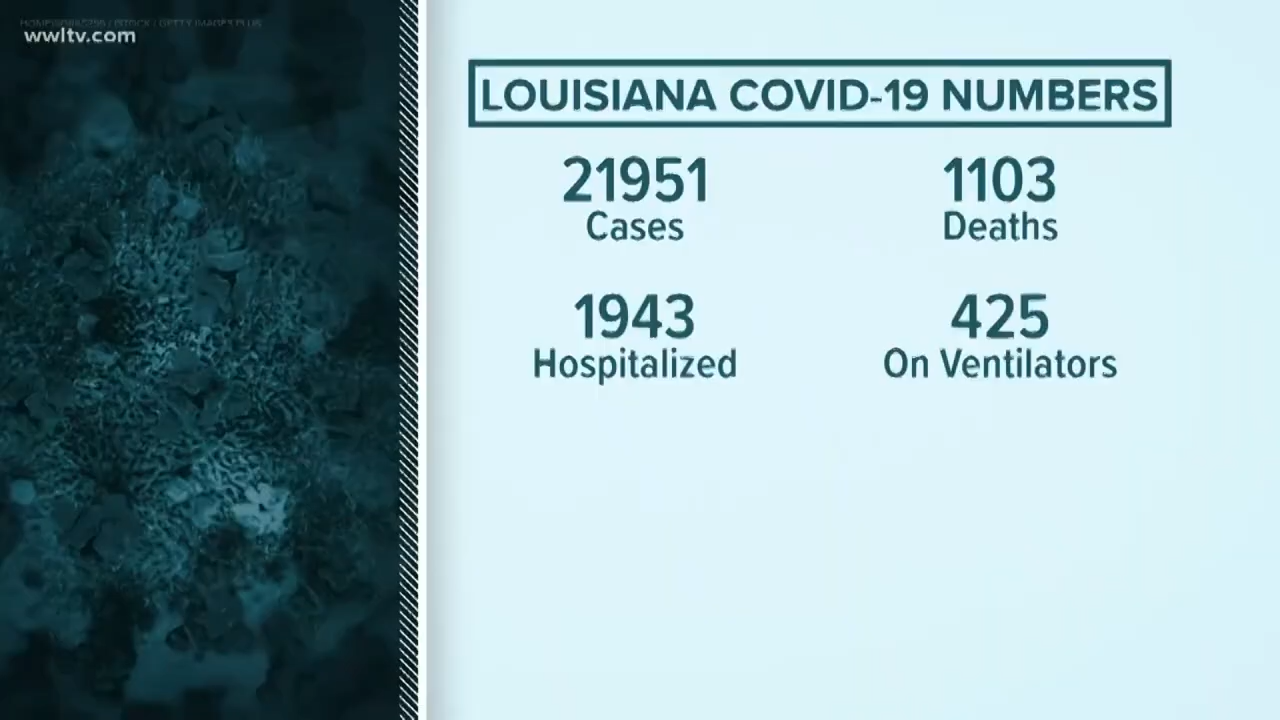 wwltv.com
LOUISIANA COVID-19 NUMBERS
21951
Cases
1103
Deaths
1943
Hospitalized
425
On Ventilators